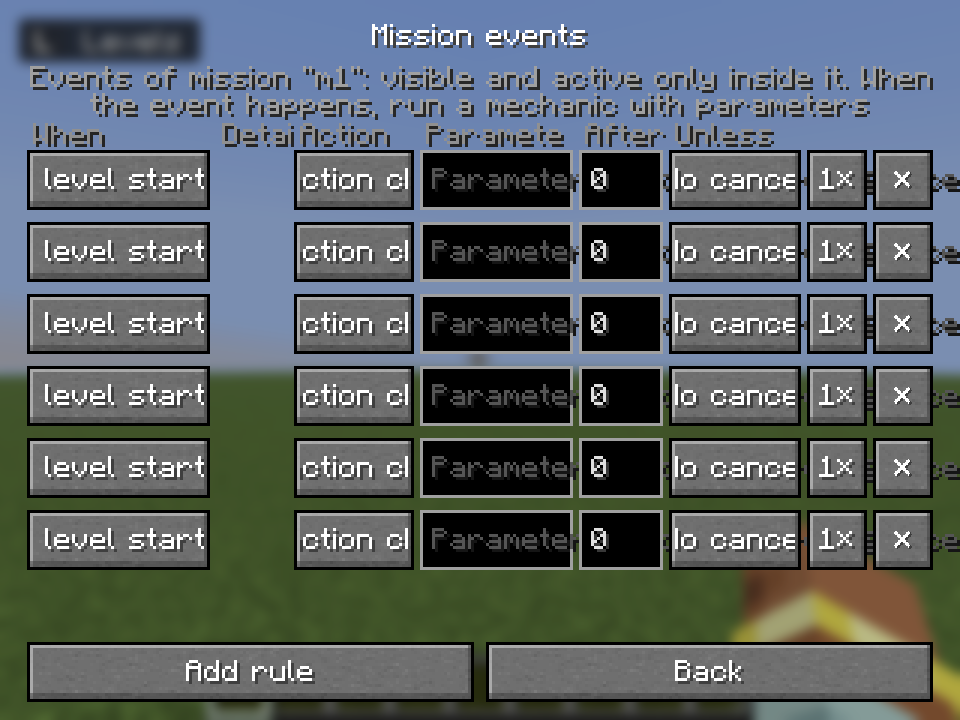 L Levels
Mission events
Events of mission "m1": visible and active only inside it. When
the event happens, run a mechanic with parameters
When Detai Action Paramete After Unless
level start ction cl Parameter 0 lo cance 1× ×
level start ction cl Parameter 0 lo cance 1× ×
level start ction cl Parameter 0 lo cance 1× ×
level start ction cl Parameter 0 lo cance 1× ×
level start ction cl Parameter 0 lo cance 1× ×
level start ction cl Parameter 0 lo cance 1× ×
Add rule Back